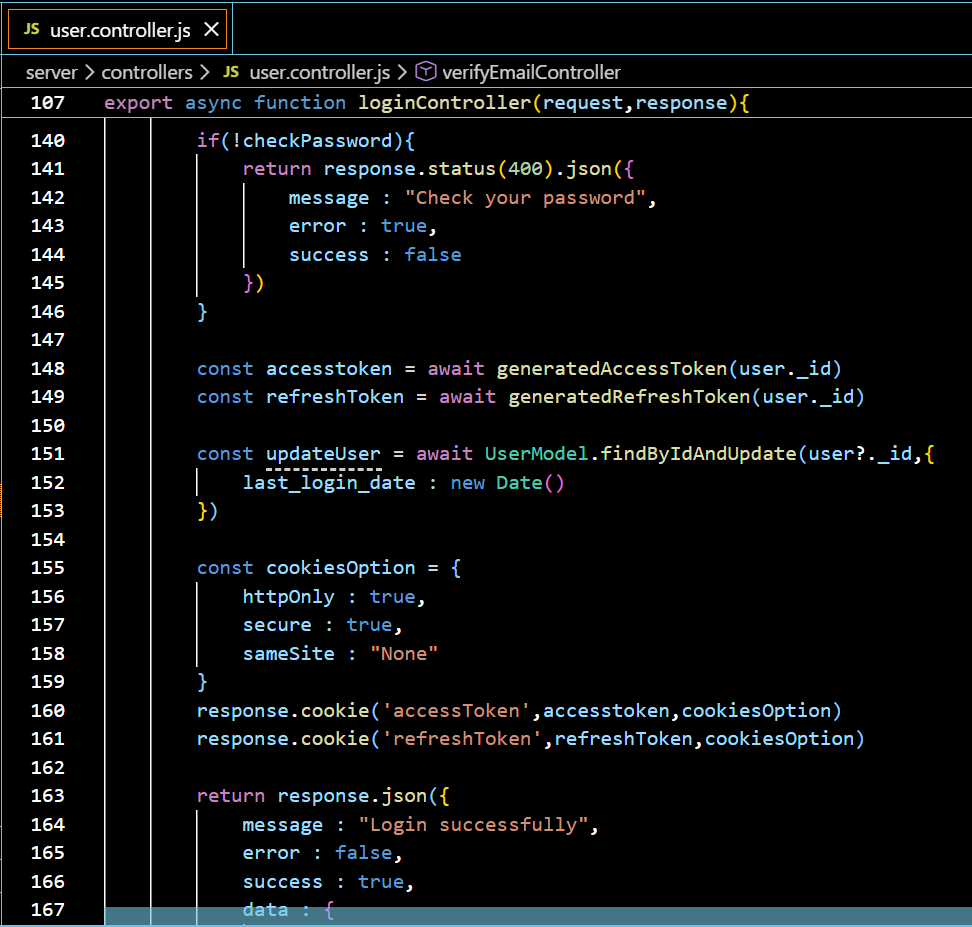 JS user.controller.js ✕
server > controllers > JS user.controller.js > verifyEmailController
107 export async function loginController(request,response){
140 if(!checkPassword){
141 return response.status(400).json({
142 message : "Check your password",
143 error : true,
144 success : false
145 })
146 }
147
148 const accesstoken = await generatedAccessToken(user._id)
149 const refreshToken = await generatedRefreshToken(user._id)
150
151 const updateUser = await UserModel.findByIdAndUpdate(user?._id,{
152 last_login_date : new Date()
153 })
154
155 const cookiesOption = {
156 httpOnly : true,
157 secure : true,
158 sameSite : "None"
159 }
160 response.cookie('accessToken',accesstoken,cookiesOption)
161 response.cookie('refreshToken',refreshToken,cookiesOption)
162
163 return response.json({
164 message : "Login successfully",
165 error : false,
166 success : true,
167 data : {